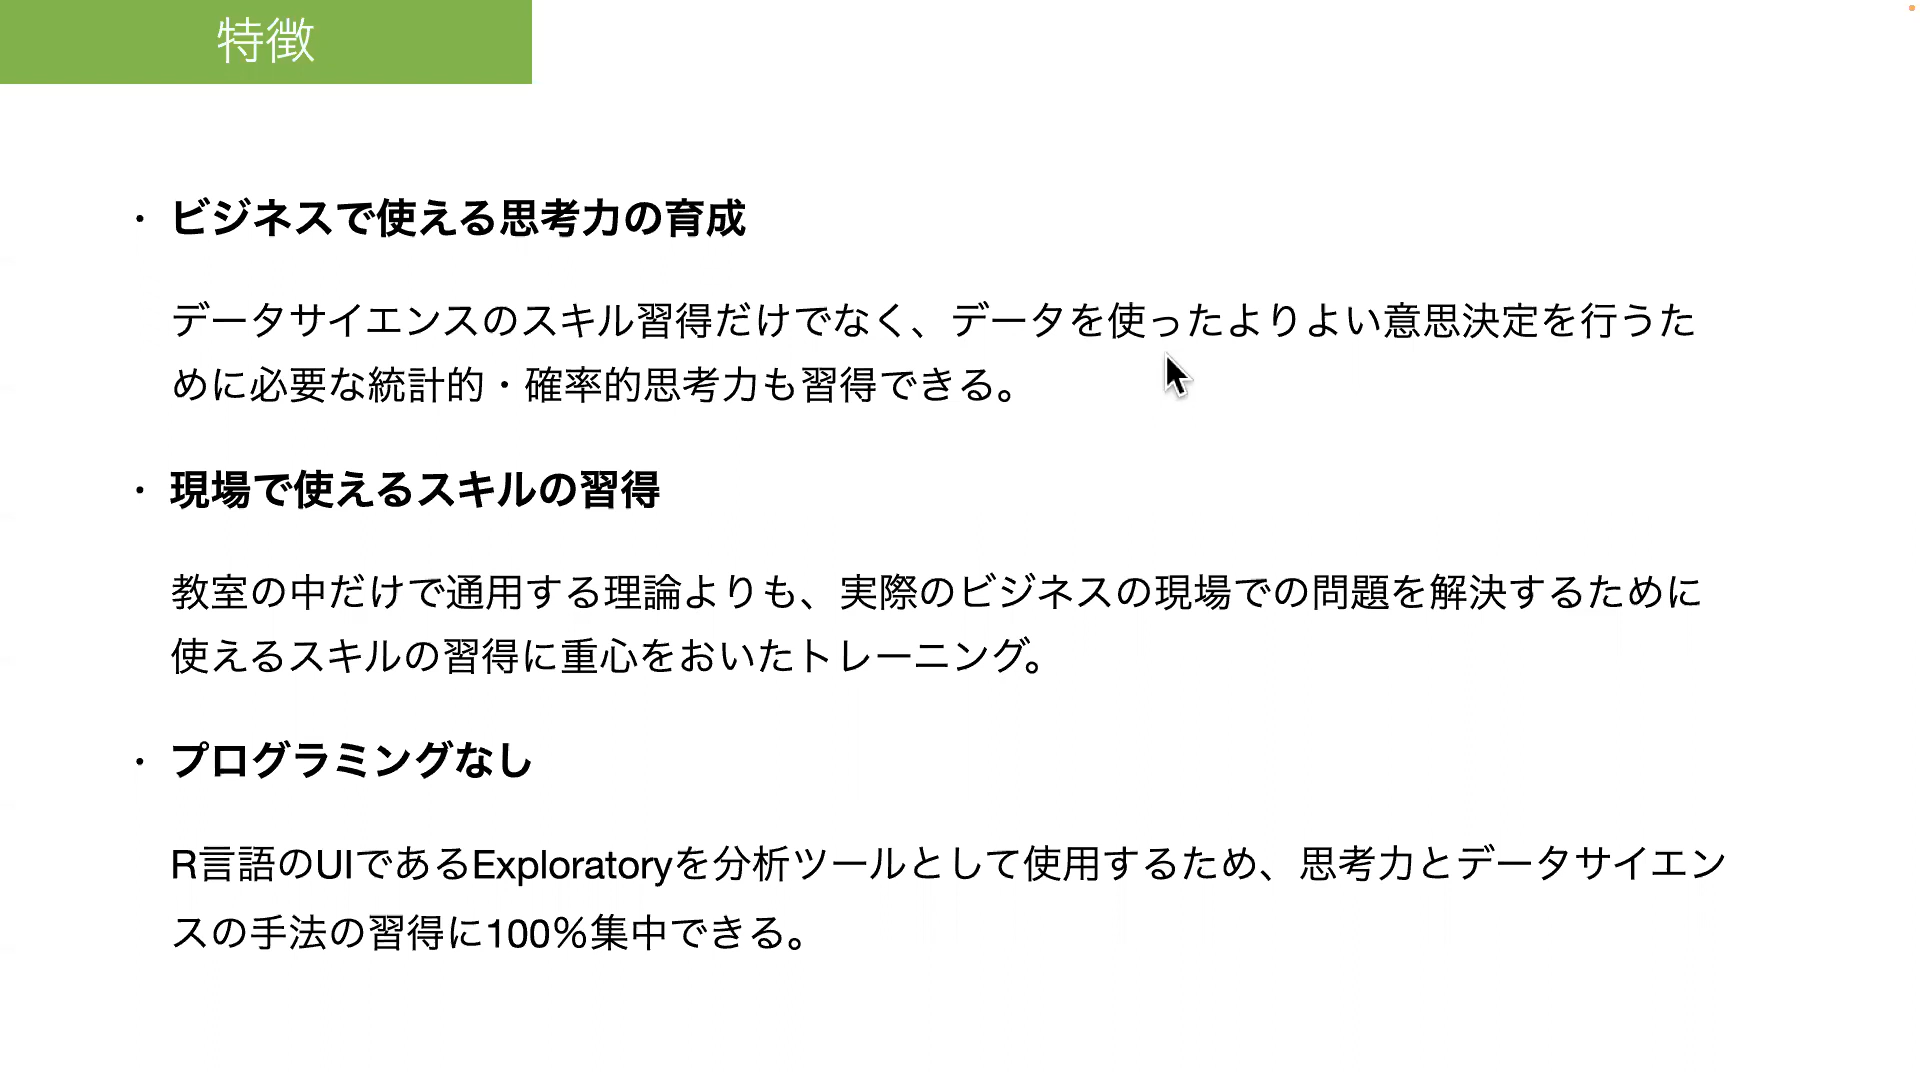 特徴
・ビジネスで使える思考力の育成
データサイエンスのスキル習得だけでなく、データを使ったよりよい意思決定を行うた
めに必要な統計的・確率的思考力も習得できる。
・現場で使えるスキルの習得
教室の中だけで通用する理論よりも、実際のビジネスの現場での問題を解決するために
使えるスキルの習得に重心をおいたトレーニング。
・プログラミングなし
R言語のUIであるExploratoryを分析ツールとして使用するため、思考力とデータサイエン
スの手法の習得に100%集中できる。